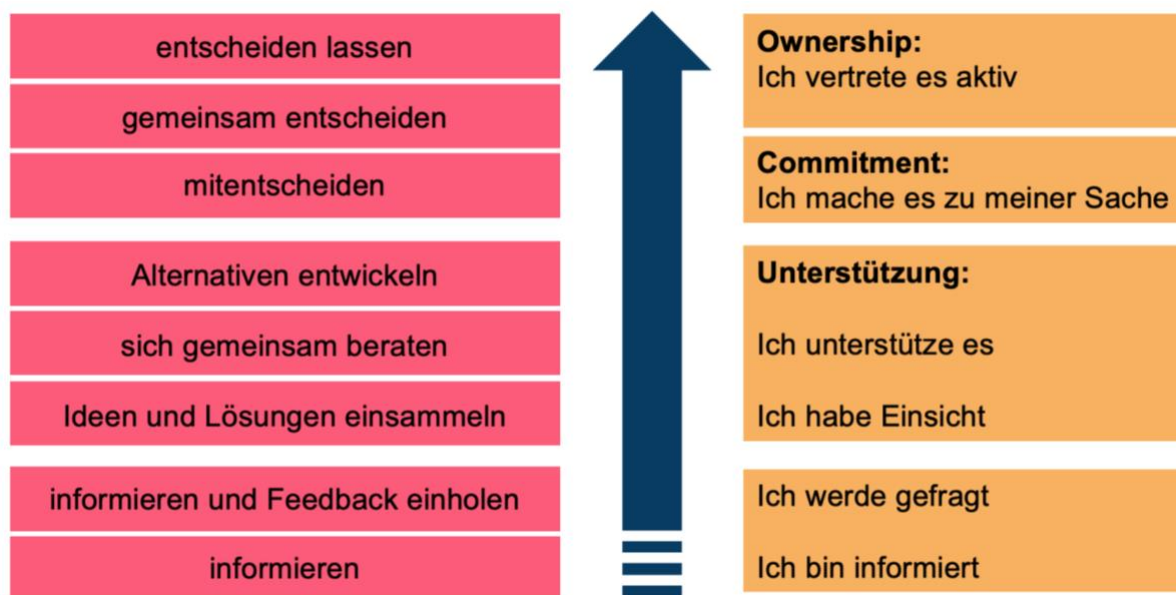 entscheiden lassen
gemeinsam entscheiden
mitentscheiden
Alternativen entwickeln
sich gemeinsam beraten
Ideen und Lösungen einsammeln
informieren und Feedback einholen
informieren
Ownership:
Ich vertrete es aktiv
Commitment:
Ich mache es zu meiner Sache
Unterstützung:
Ich unterstütze es
Ich habe Einsicht
Ich werde gefragt
Ich bin informiert